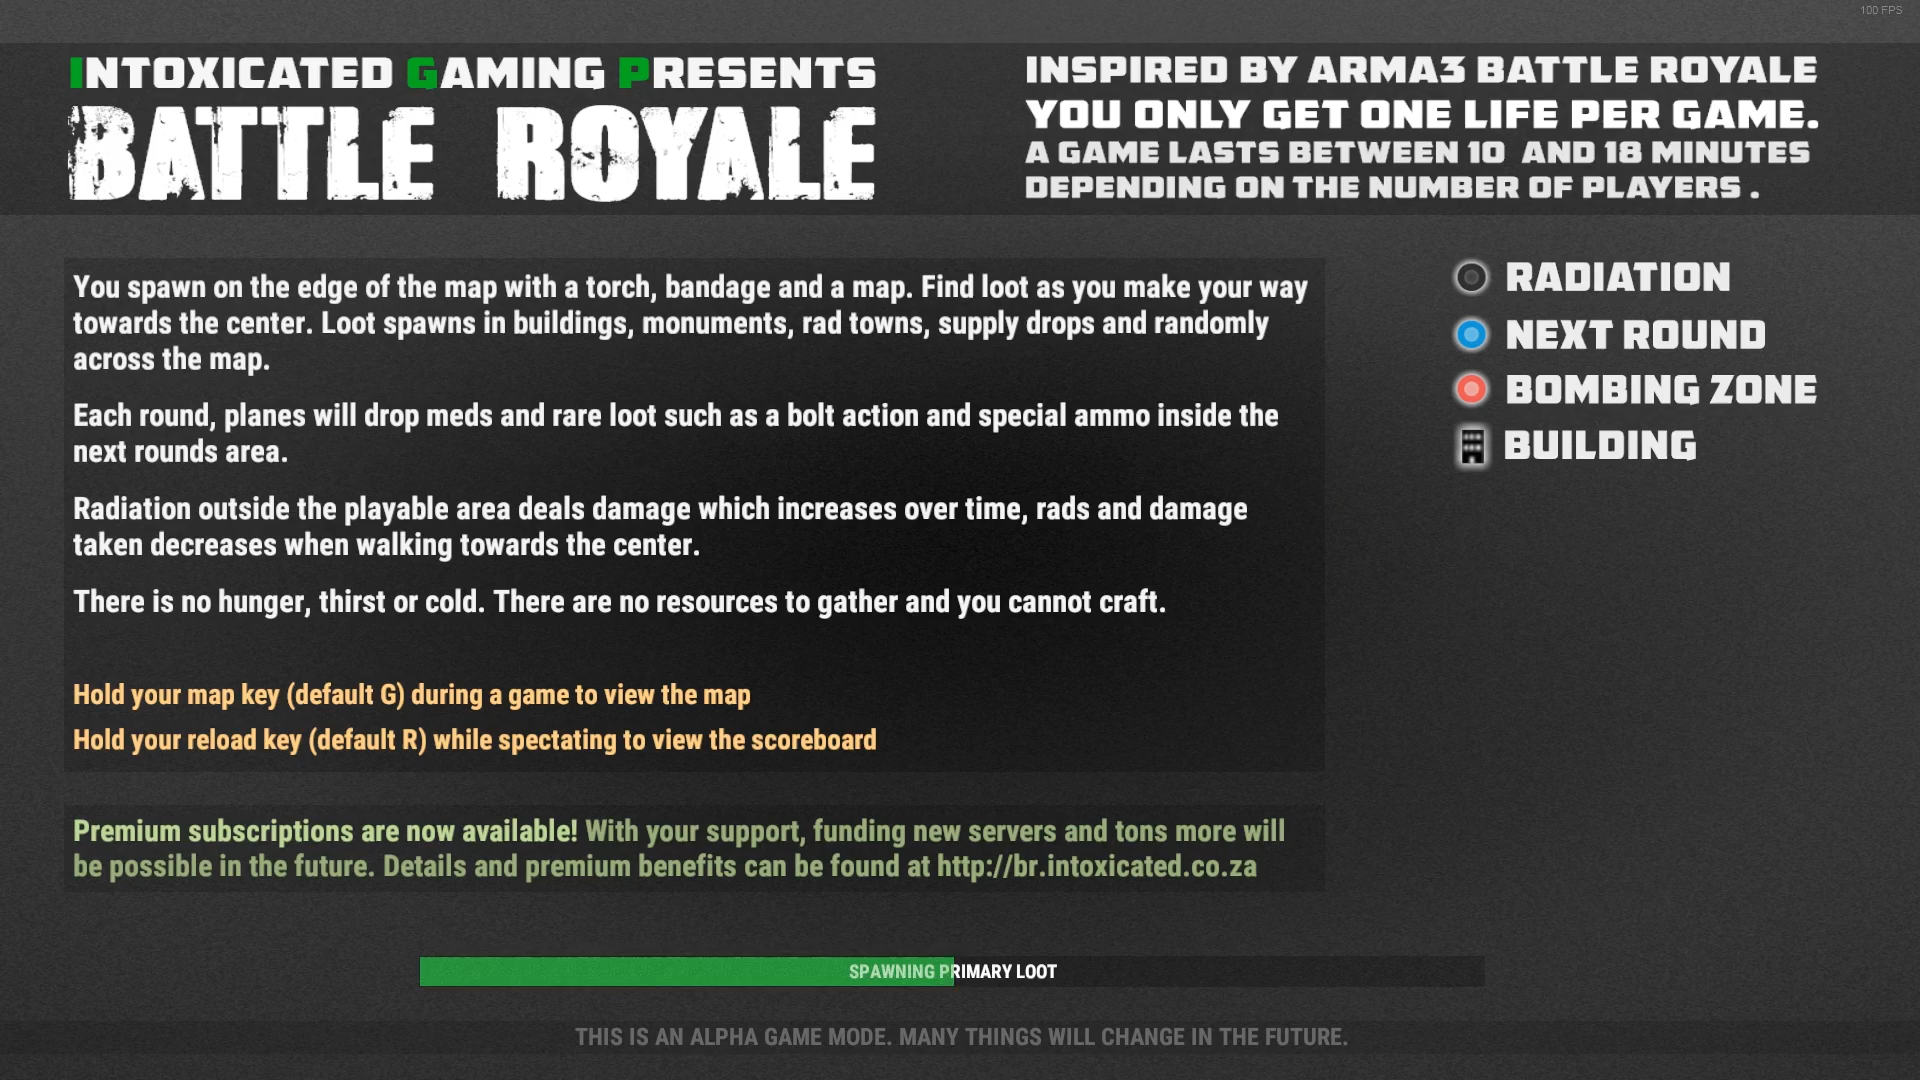 100 FPS
INTOXICATED GAMING PRESENTS
BATTLE ROYALE
INSPIRED BY ARMA3 BATTLE ROYALE
YOU ONLY GET ONE LIFE PER GAME.
A GAME LASTS BETWEEN 10 AND 18 MINUTES
DEPENDING ON THE NUMBER OF PLAYERS .
You spawn on the edge of the map with a torch, bandage and a map. Find loot as you make your way
towards the center. Loot spawns in buildings, monuments, rad towns, supply drops and randomly
across the map.
Each round, planes will drop meds and rare loot such as a bolt action and special ammo inside the
next rounds area.
Radiation outside the playable area deals damage which increases over time, rads and damage
taken decreases when walking towards the center.
There is no hunger, thirst or cold. There are no resources to gather and you cannot craft.
Hold your map key (default G) during a game to view the map
Hold your reload key (default R) while spectating to view the scoreboard
RADIATION
NEXT ROUND
BOMBING ZONE
BUILDING
Premium subscriptions are now available! With your support, funding new servers and tons more will
be possible in the future. Details and premium benefits can be found at http://br.intoxicated.co.za
SPAWNING PRIMARY LOOT
THIS IS AN ALPHA GAME MODE. MANY THINGS WILL CHANGE IN THE FUTURE.